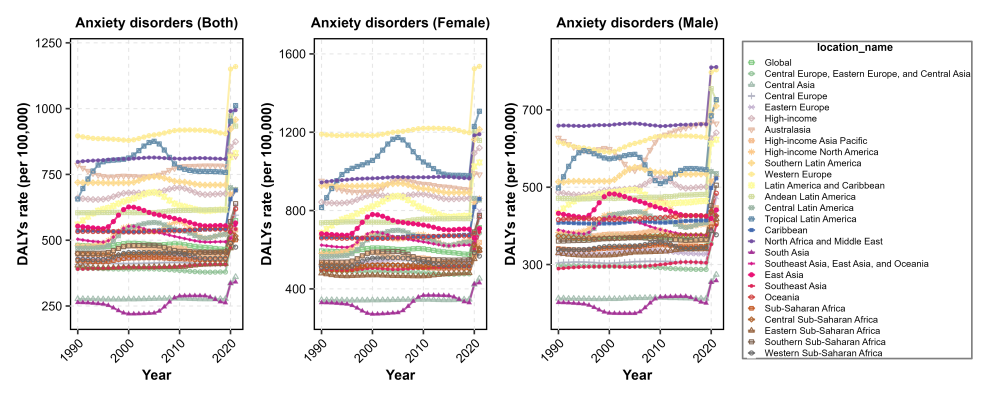 Anxiety disorders (Both)
DALYs rate (per 100,000)
1250
1000
750
500
250
1990
2000
2010
2020
Year
Anxiety disorders (Female)
DALYs rate (per 100,000)
1600
1200
800
400
1990
2000
2010
2020
Year
Anxiety disorders (Male)
DALYs rate (per 100,000)
700
500
300
1990
2000
2010
2020
Year
location_name
Global
Central Europe, Eastern Europe, and Central Asia
Central Asia
Central Europe
Eastern Europe
High-income
Australasia
High-income Asia Pacific
High-income North America
Southern Latin America
Western Europe
Latin America and Caribbean
Andean Latin America
Central Latin America
Tropical Latin America
Caribbean
North Africa and Middle East
South Asia
Southeast Asia, East Asia, and Oceania
East Asia
Southeast Asia
Oceania
Sub-Saharan Africa
Central Sub-Saharan Africa
Eastern Sub-Saharan Africa
Southern Sub-Saharan Africa
Western Sub-Saharan Africa